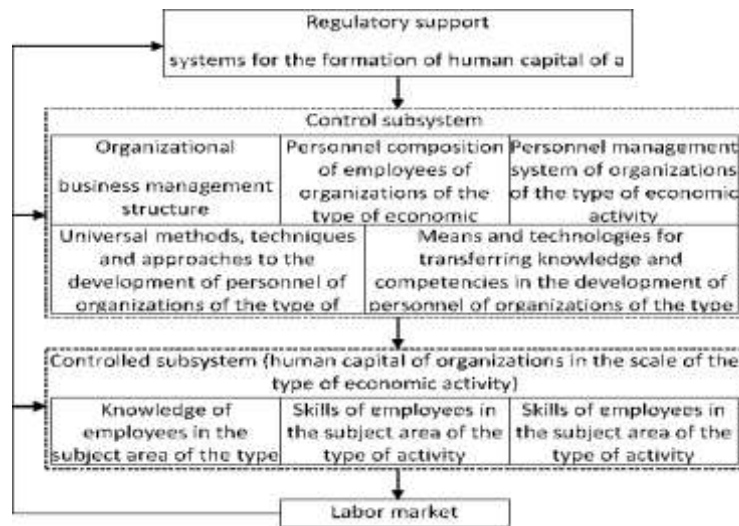 Regulatory support
systems for the formation of human capital of a
Control subsystem
Organizational
business management
structure
Personnel composition
of employees of
organizations of the
type of economic
Personnel management
system of organizations
of the type of economic
activity
Universal methods, techniques
and approaches to the
development of personnel of
organizations of the type of
Means and technologies for
transferring knowledge and
competencies in the development of
personnel of organizations of the type
Controlled subsystem (human capital of organizations in the scale of the
type of economic activity)
Knowledge of
employees in the
subject area of the type
Skills of employees in
the subject area of the
type of activity
Skills of employees in
the subject area of the
type of activity
Labor market